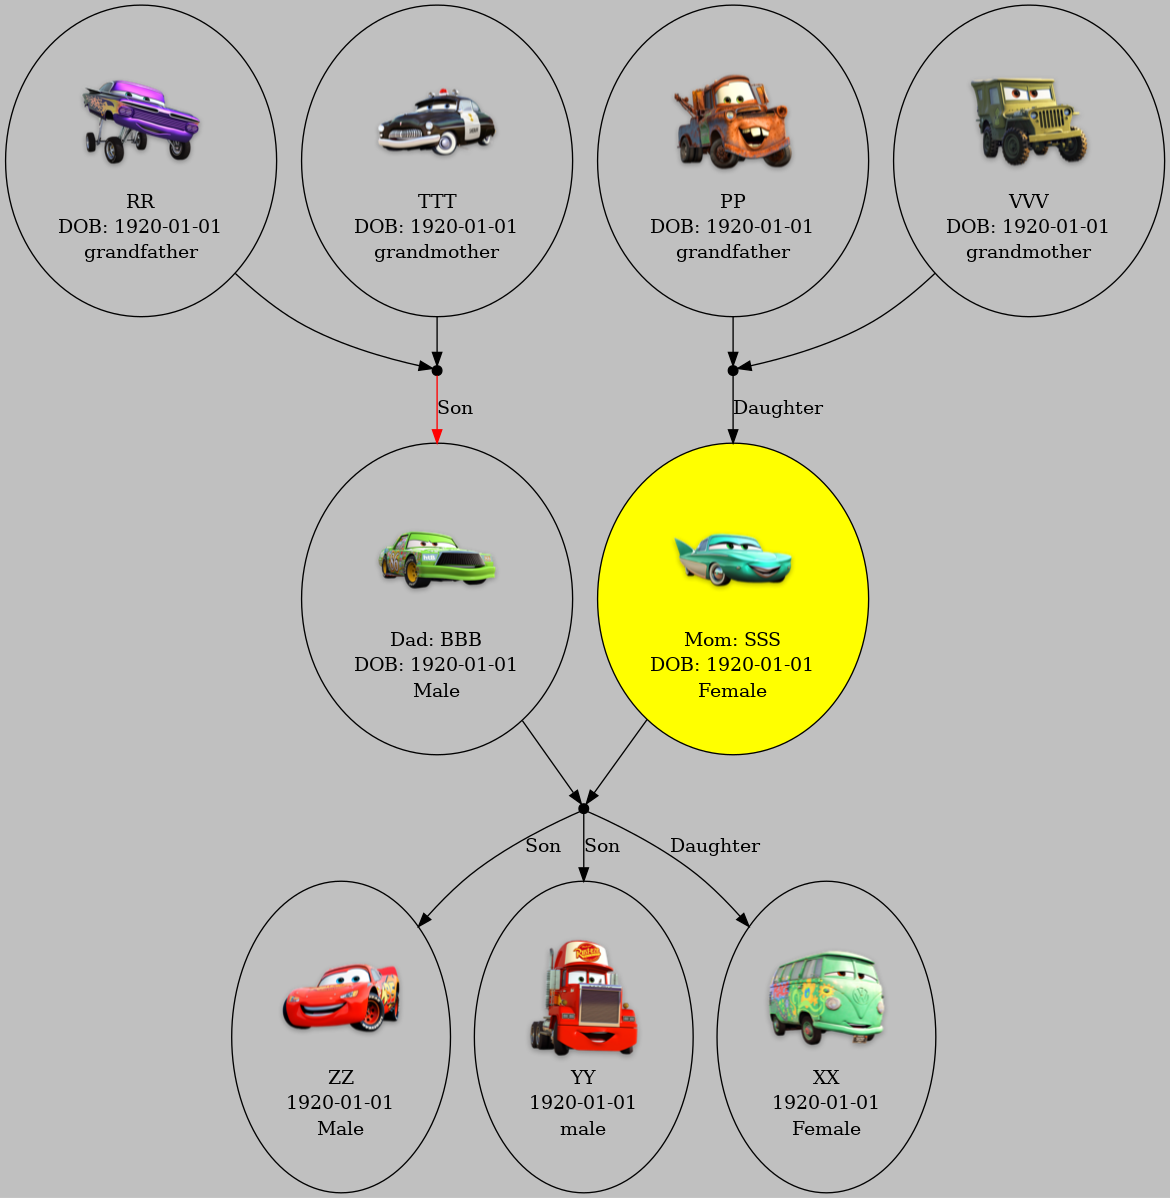 RR
DOB: 1920-01-01
grandfather
TTT
DOB: 1920-01-01
grandmother
PP
DOB: 1920-01-01
grandfather
VVV
DOB: 1920-01-01
grandmother
Son
Daughter
Dad: BBB
DOB: 1920-01-01
Male
Mom: SSS
DOB: 1920-01-01
Female
Son
Son
Daughter
ZZ
1920-01-01
Male
YY
1920-01-01
male
XX
1920-01-01
Female